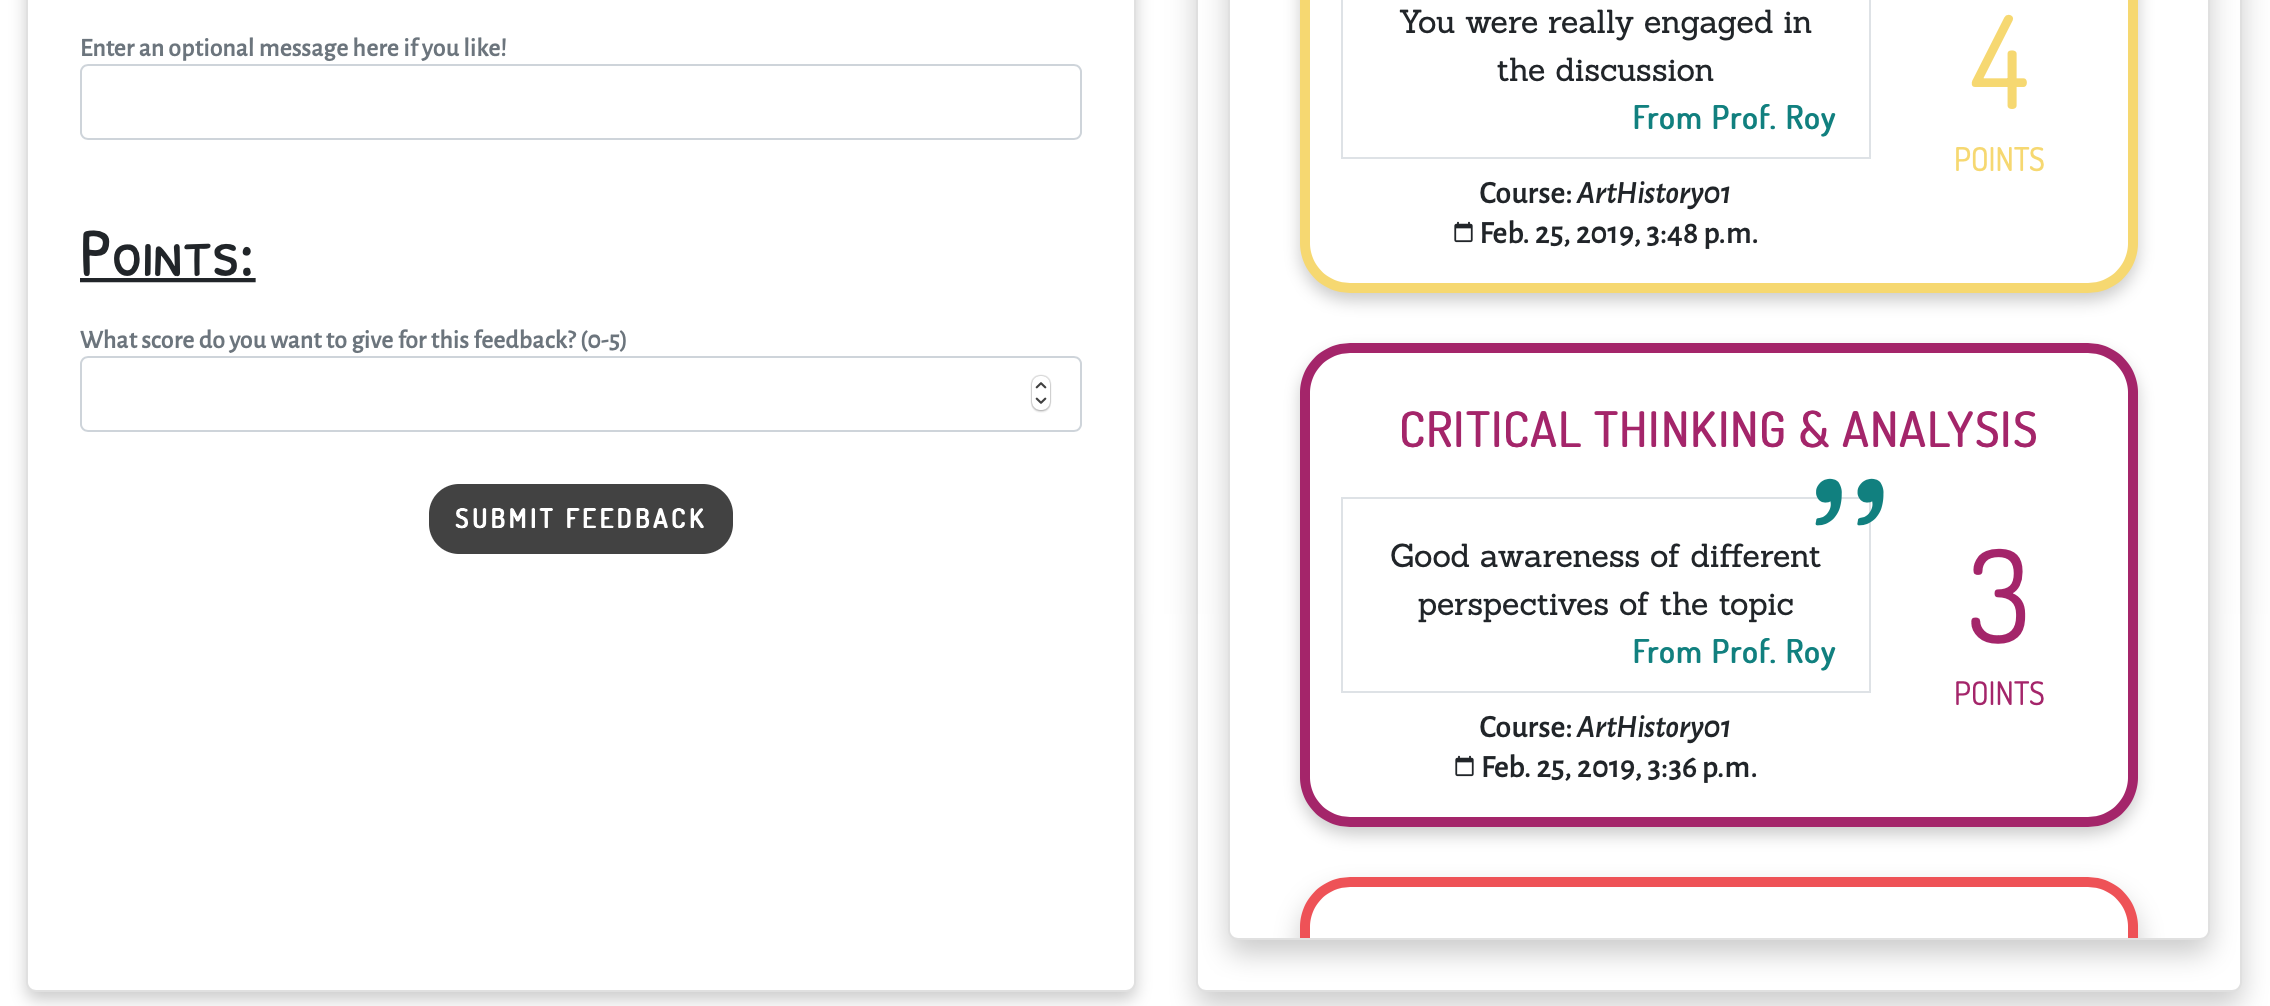 Enter an optional message here if you like!
Points:
What score do you want to give for this feedback? (0-5)
SUBMIT FEEDBACK
You were really engaged in
the discussion
From Prof. Roy
4
POINTS
Course: ArtHistory01
Feb. 25, 2019, 3:48 p.m.
CRITICAL THINKING & ANALYSIS
”
Good awareness of different
perspectives of the topic
From Prof. Roy
3
POINTS
Course: ArtHistory01
Feb. 25, 2019, 3:36 p.m.